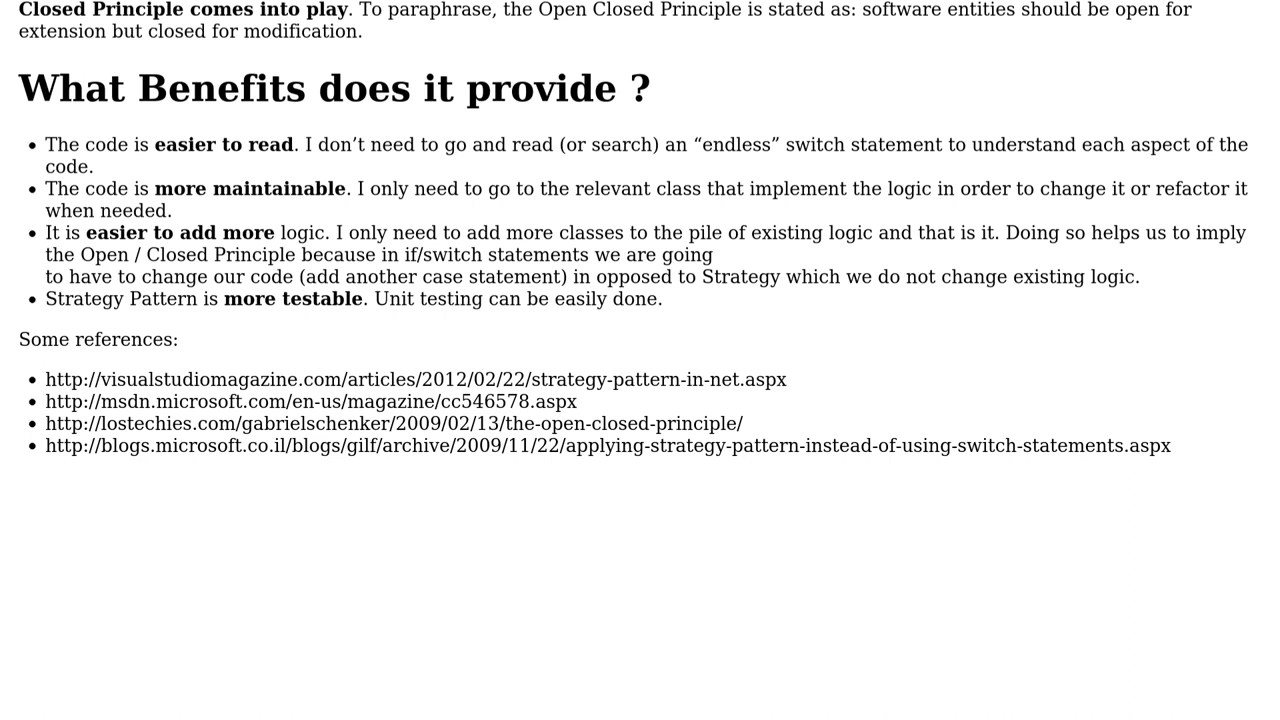 Closed Principle comes into play. To paraphrase, the Open Closed Principle is stated as: software entities should be open for
extension but closed for modification.
What Benefits does it provide ?
• The code is easier to read. I don’t need to go and read (or search) an “endless” switch statement to understand each aspect of the
code.
• The code is more maintainable. I only need to go to the relevant class that implement the logic in order to change it or refactor it
when needed.
• It is easier to add more logic. I only need to add more classes to the pile of existing logic and that is it. Doing so helps us to imply
the Open / Closed Principle because in if/switch statements we are going
to have to change our code (add another case statement) in opposed to Strategy which we do not change existing logic.
• Strategy Pattern is more testable. Unit testing can be easily done.
Some references:
• http://visualstudiomagazine.com/articles/2012/02/22/strategy-pattern-in-net.aspx
• http://msdn.microsoft.com/en-us/magazine/cc546578.aspx
• http://lostechies.com/gabrielschenker/2009/02/13/the-open-closed-principle/
• http://blogs.microsoft.co.il/blogs/gilf/archive/2009/11/22/applying-strategy-pattern-instead-of-using-switch-statements.aspx